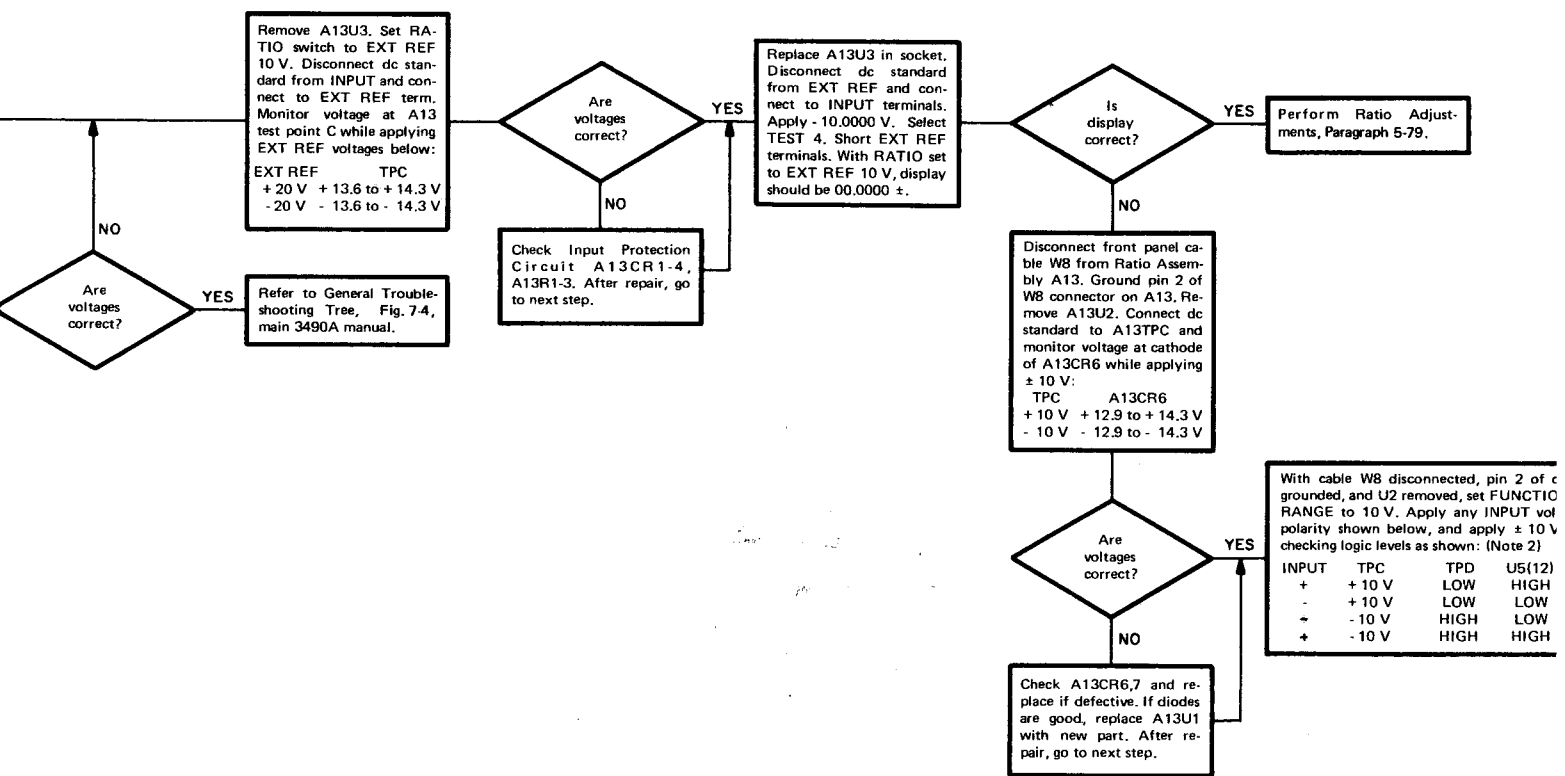 Remove A13U3. Set RA-
TIO switch to EXT REF
10 V. Disconnect dc stan-
dard from INPUT and con-
nect to EXT REF term.
Monitor voltage at A13
test point C while applying
EXT REF voltages below:
EXT REF TPC
+ 20 V + 13.6 to + 14.3 V
- 20 V - 13.6 to - 14.3 V
Are
voltages
correct?
YES
NO
Check Input Protection
Circuit A13CR1-4,
A13R1-3. After repair, go
to next step.
Replace A13U3 in socket.
Disconnect dc standard
from EXT REF and con-
nect to INPUT terminals.
Apply - 10.0000 V. Select
TEST 4. Short EXT REF
terminals. With RATIO set
to EXT REF 10 V, display
should be 00.0000 ±.
Is
display
correct?
YES
Perform Ratio Adjust-
ments, Paragraph 5-79.
NO
NO
Are
voltages
correct?
YES
Refer to General Trouble-
shooting Tree, Fig. 7-4,
main 3490A manual.
Disconnect front panel ca-
ble W8 from Ratio Assem-
bly A13. Ground pin 2 of
W8 connector on A13. Re-
move A13U2. Connect dc
standard to A13TPC and
monitor voltage at cathode
of A13CR6 while applying
± 10 V:
TPC A13CR6
+ 10 V + 12.9 to + 14.3 V
- 10 V - 12.9 to - 14.3 V
Are
voltages
correct?
YES
NO
Check A13CR6,7 and re-
place if defective. If diodes
are good, replace A13U1
with new part. After re-
pair, go to next step.
With cable W8 disconnected, pin 2 of
grounded, and U2 removed, set FUNCTIO
RANGE to 10 V. Apply any INPUT vol
polarity shown below, and apply ± 10 V
checking logic levels as shown: (Note 2)
INPUT TPC TPD U5(12)
+ + 10 V LOW HIGH
- + 10 V LOW LOW
- 10 V HIGH LOW
+ - 10 V HIGH HIGH